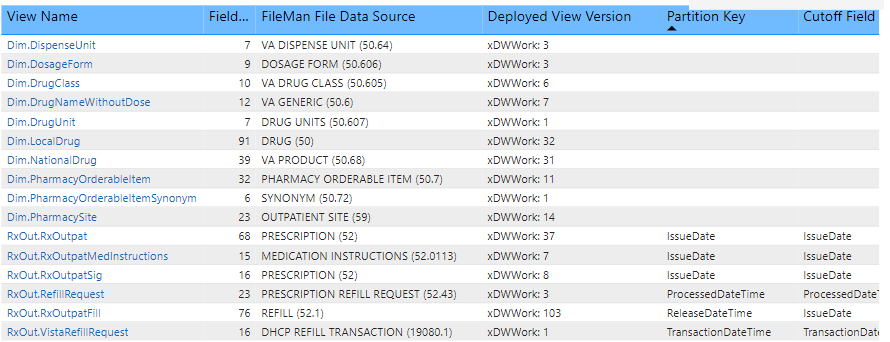 View Name Field... FileMan File Data Source Deployed View Version Partition Key Cutoff Field
Dim.DispenseUnit 7 VA DISPENSE UNIT (50.64) xDWWork: 3
Dim.DosageForm 9 DOSAGE FORM (50.606) xDWWork: 3
Dim.DrugClass 10 VA DRUG CLASS (50.605) xDWWork: 6
Dim.DrugNameWithoutDose 12 VA GENERIC (50.6) xDWWork: 7
Dim.DrugUnit 7 DRUG UNITS (50.607) xDWWork: 1
Dim.LocalDrug 91 DRUG (50) xDWWork: 32
Dim.NationalDrug 39 VA PRODUCT (50.68) xDWWork: 31
Dim.PharmacyOrderableItem 32 PHARMACY ORDERABLE ITEM (50.7) xDWWork: 11
Dim.PharmacyOrderableItemSynonym 6 SYNONYM (50.72) xDWWork: 1
Dim.PharmacySite 23 OUTPATIENT SITE (59) xDWWork: 14
RxOut.RxOutpat 68 PRESCRIPTION (52) xDWWork: 37 IssueDate IssueDate
RxOut.RxOutpatMedInstructions 15 MEDICATION INSTRUCTIONS (52.0113) xDWWork: 7 IssueDate IssueDate
RxOut.RxOutpatSig 16 PRESCRIPTION (52) xDWWork: 8 IssueDate IssueDate
RxOut.RefillRequest 23 PRESCRIPTION REFILL REQUEST (52.43) xDWWork: 3 ProcessedDateTime ProcessedDateTi
RxOut.RxOutpatFill 76 REFILL (52.1) xDWWork: 103 ReleaseDateTime IssueDate
RxOut.VistaRefillRequest 16 DHCP REFILL TRANSACTION (19080.1) xDWWork: 1 TransactionDateTime TransactionDate